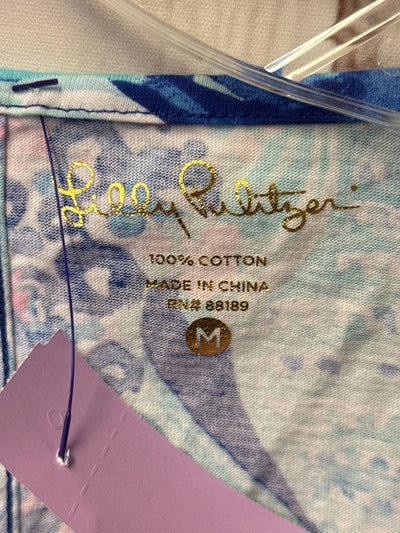 Lilly Pulitzer
100% COTTON
MADE IN CHINA
RN# 88189
M